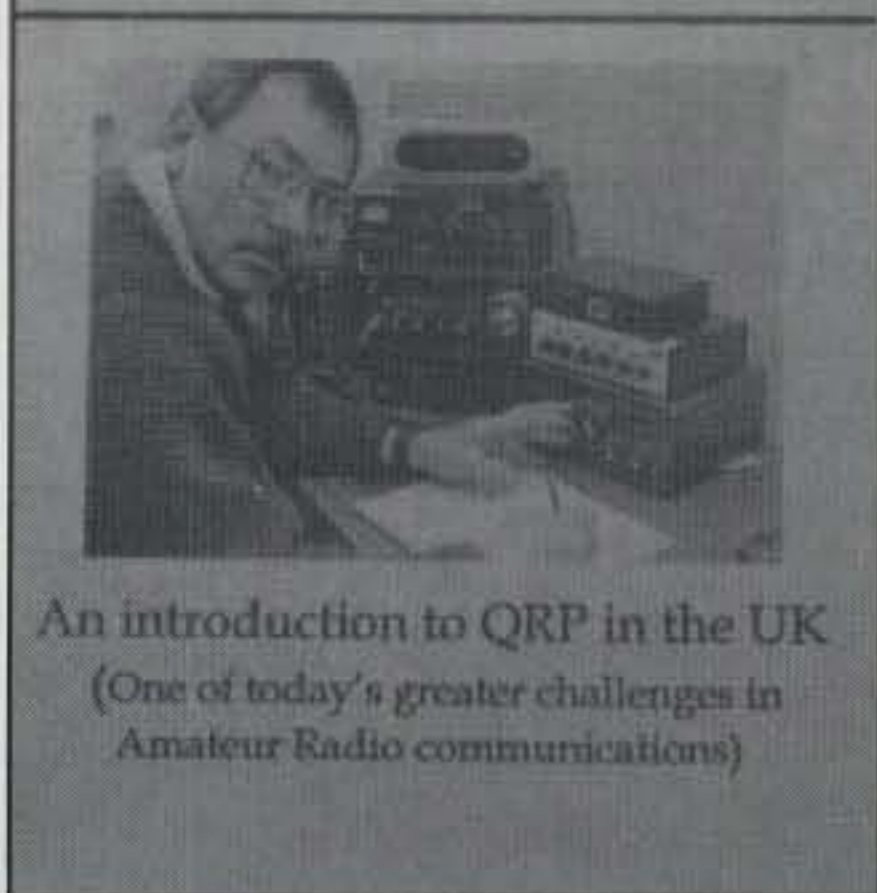 An introduction to QRP in the UK
(One of today's greater challenges in
Amateur Radio communications)